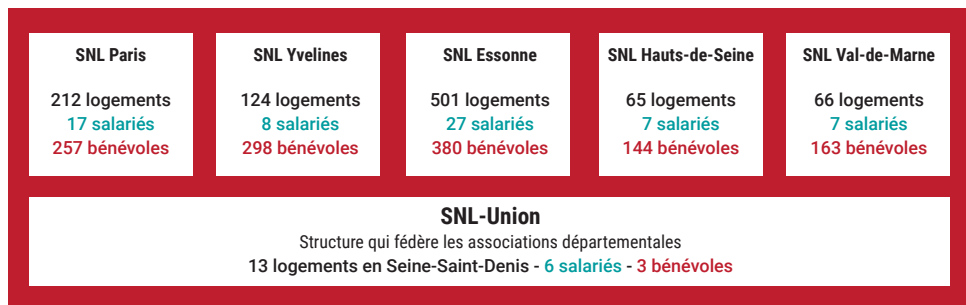 SNL Paris
212 logements
17 salariés
257 bénévoles
SNL Yvelines
124 logements
8 salariés
298 bénévoles
SNL Essonne
501 logements
27 salariés
380 bénévoles
SNL Hauts-de-Seine
65 logements
7 salariés
144 bénévoles
SNL Val-de-Marne
66 logements
7 salariés
163 bénévoles
SNL-Union
Structure qui fédère les associations départementales
13 logements en Seine-Saint-Denis - 6 salariés - 3 bénévoles